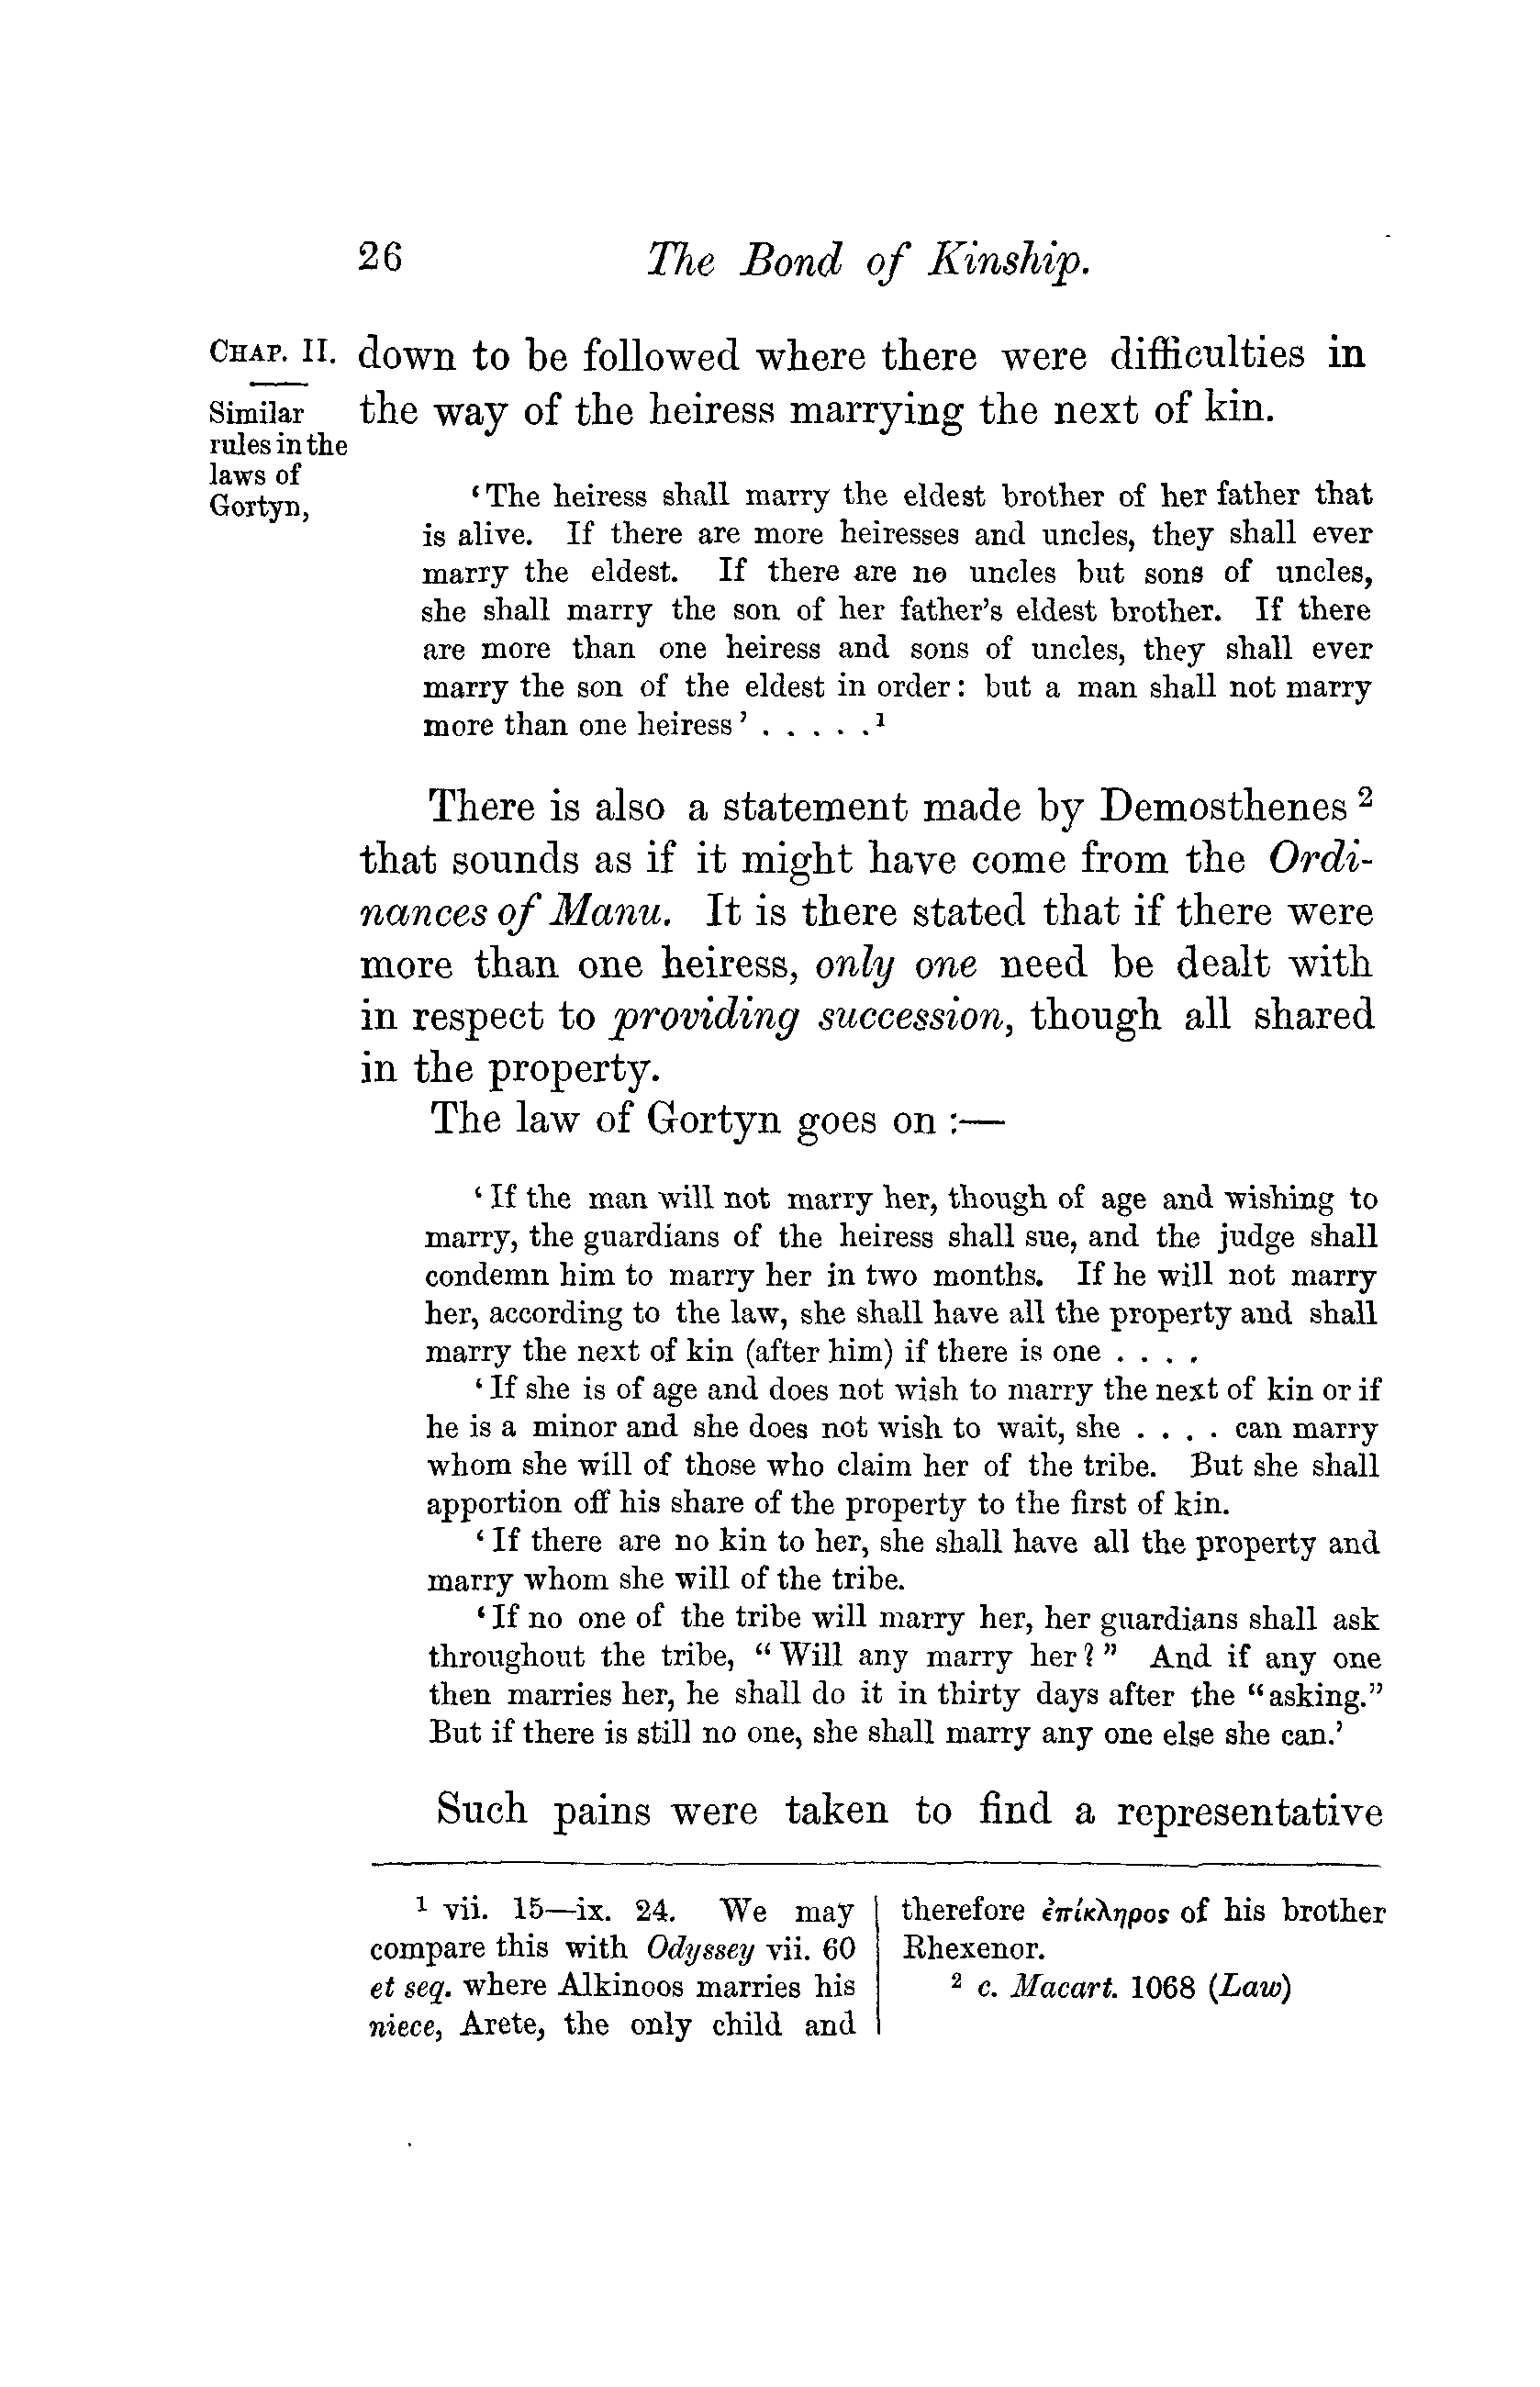 26 The Bond of Kinship.
CHAP. II.
Similar
rules in the
laws of
Gortyn,
down to be followed where there were difficulties in
the way of the heiress marrying the next of kin.
‘The heiress shall marry the eldest brother of her father that
is alive. If there are more heiresses and uncles, they shall ever
marry the eldest. If there are no uncles but sons of uncles,
she shall marry the son of her father's eldest brother. If there
are more than one heiress and sons of uncles, they shall ever
marry the son of the eldest in order: but a man shall not marry
more than one heiress’ . . . . . ¹
There is also a statement made by Demosthenes ²
that sounds as if it might have come from the Ordi-
nances of Manu. It is there stated that if there were
more than one heiress, only one need be dealt with
in respect to providing succession, though all shared
in the property.
The law of Gortyn goes on :—
‘If the man will not marry her, though of age and wishing to
marry, the guardians of the heiress shall sue, and the judge shall
condemn him to marry her in two months. If he will not marry
her, according to the law, she shall have all the property and shall
marry the next of kin (after him) if there is one . . . .
‘If she is of age and does not wish to marry the next of kin or if
he is a minor and she does not wish to wait, she . . . . can marry
whom she will of those who claim her of the tribe. But she shall
apportion off his share of the property to the first of kin.
‘If there are no kin to her, she shall have all the property and
marry whom she will of the tribe.
‘If no one of the tribe will marry her, her guardians shall ask
throughout the tribe, “Will any marry her?” And if any one
then marries her, he shall do it in thirty days after the “asking.”
But if there is still no one, she shall marry any one else she can.’
Such pains were taken to find a representative
¹ vii. 15—ix. 24. We may
compare this with Odyssey vii. 60
et seq. where Alkinoos marries his
niece, Arete, the only child and
therefore ἐπίκληρος of his brother
Rhexenor.
² c. Macart. 1068 (Law)